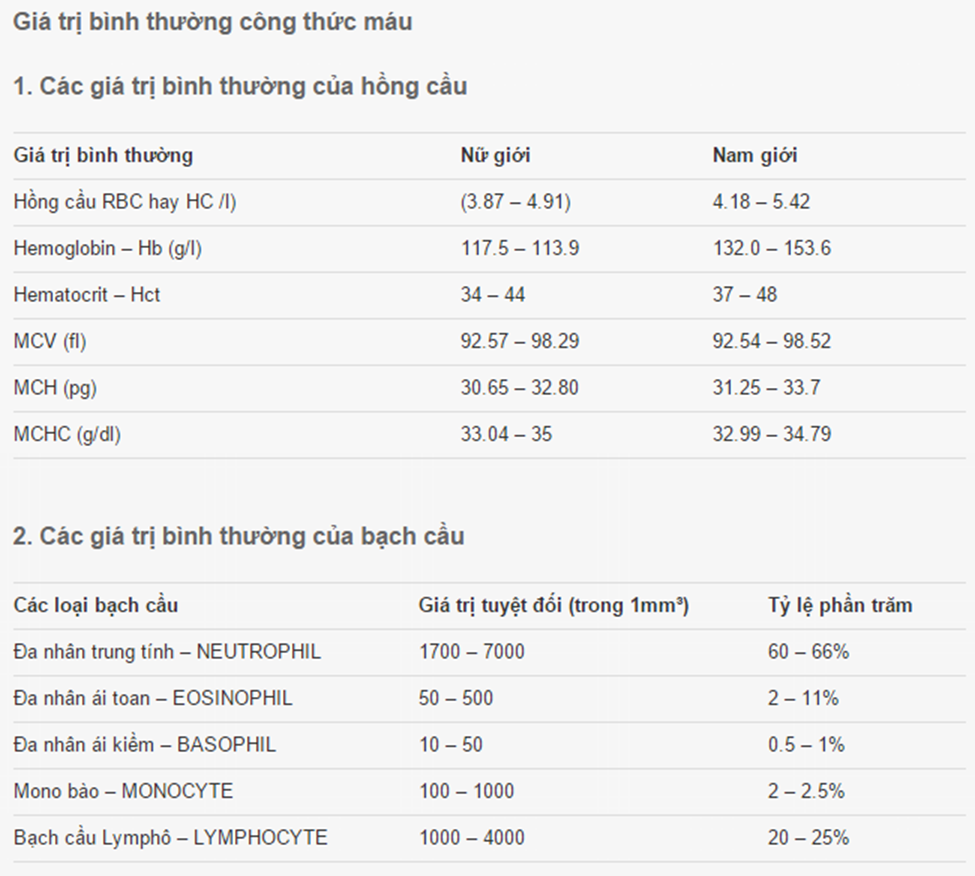 Giá trị bình thường công thức máu
1. Các giá trị bình thường của hồng cầu
Giá trị bình thường Nữ giới Nam giới
Hồng cầu RBC hay HC /l) (3.87 – 4.91) 4.18 – 5.42
Hemoglobin – Hb (g/l) 117.5 – 113.9 132.0 – 153.6
Hematocrit – Hct 34 – 44 37 – 48
MCV (fl) 92.57 – 98.29 92.54 – 98.52
MCH (pg) 30.65 – 32.80 31.25 – 33.7
MCHC (g/dl) 33.04 – 35 32.99 – 34.79
2. Các giá trị bình thường của bạch cầu
Các loại bạch cầu Giá trị tuyệt đối (trong 1mm³) Tỷ lệ phần trăm
Đa nhân trung tính – NEUTROPHIL 1700 – 7000 60 – 66%
Đa nhân ái toan – EOSINOPHIL 50 – 500 2 – 11%
Đa nhân ái kiềm – BASOPHIL 10 – 50 0.5 – 1%
Mono bào – MONOCYTE 100 – 1000 2 – 2.5%
Bạch cầu Lymphô – LYMPHOCYTE 1000 – 4000 20 – 25%